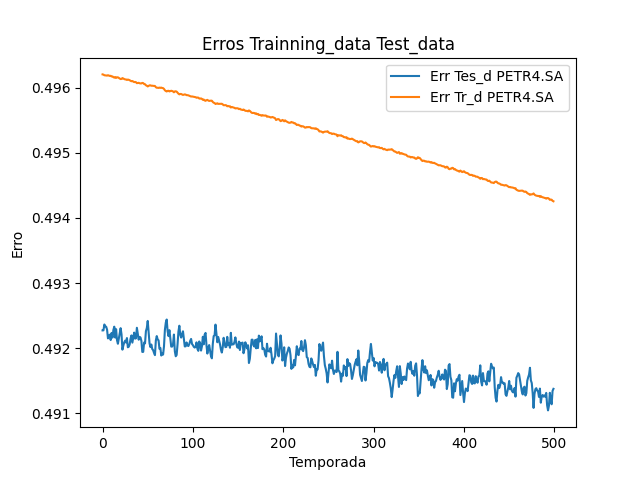 Erros Trainning_data Test_data
Err Tes_d PETR4.SA
Err Tr_d PETR4.SA
0.496
0.495
0.494
0.493
0.492
0.491
Erro
0 100 200 300 400 500
Temporada